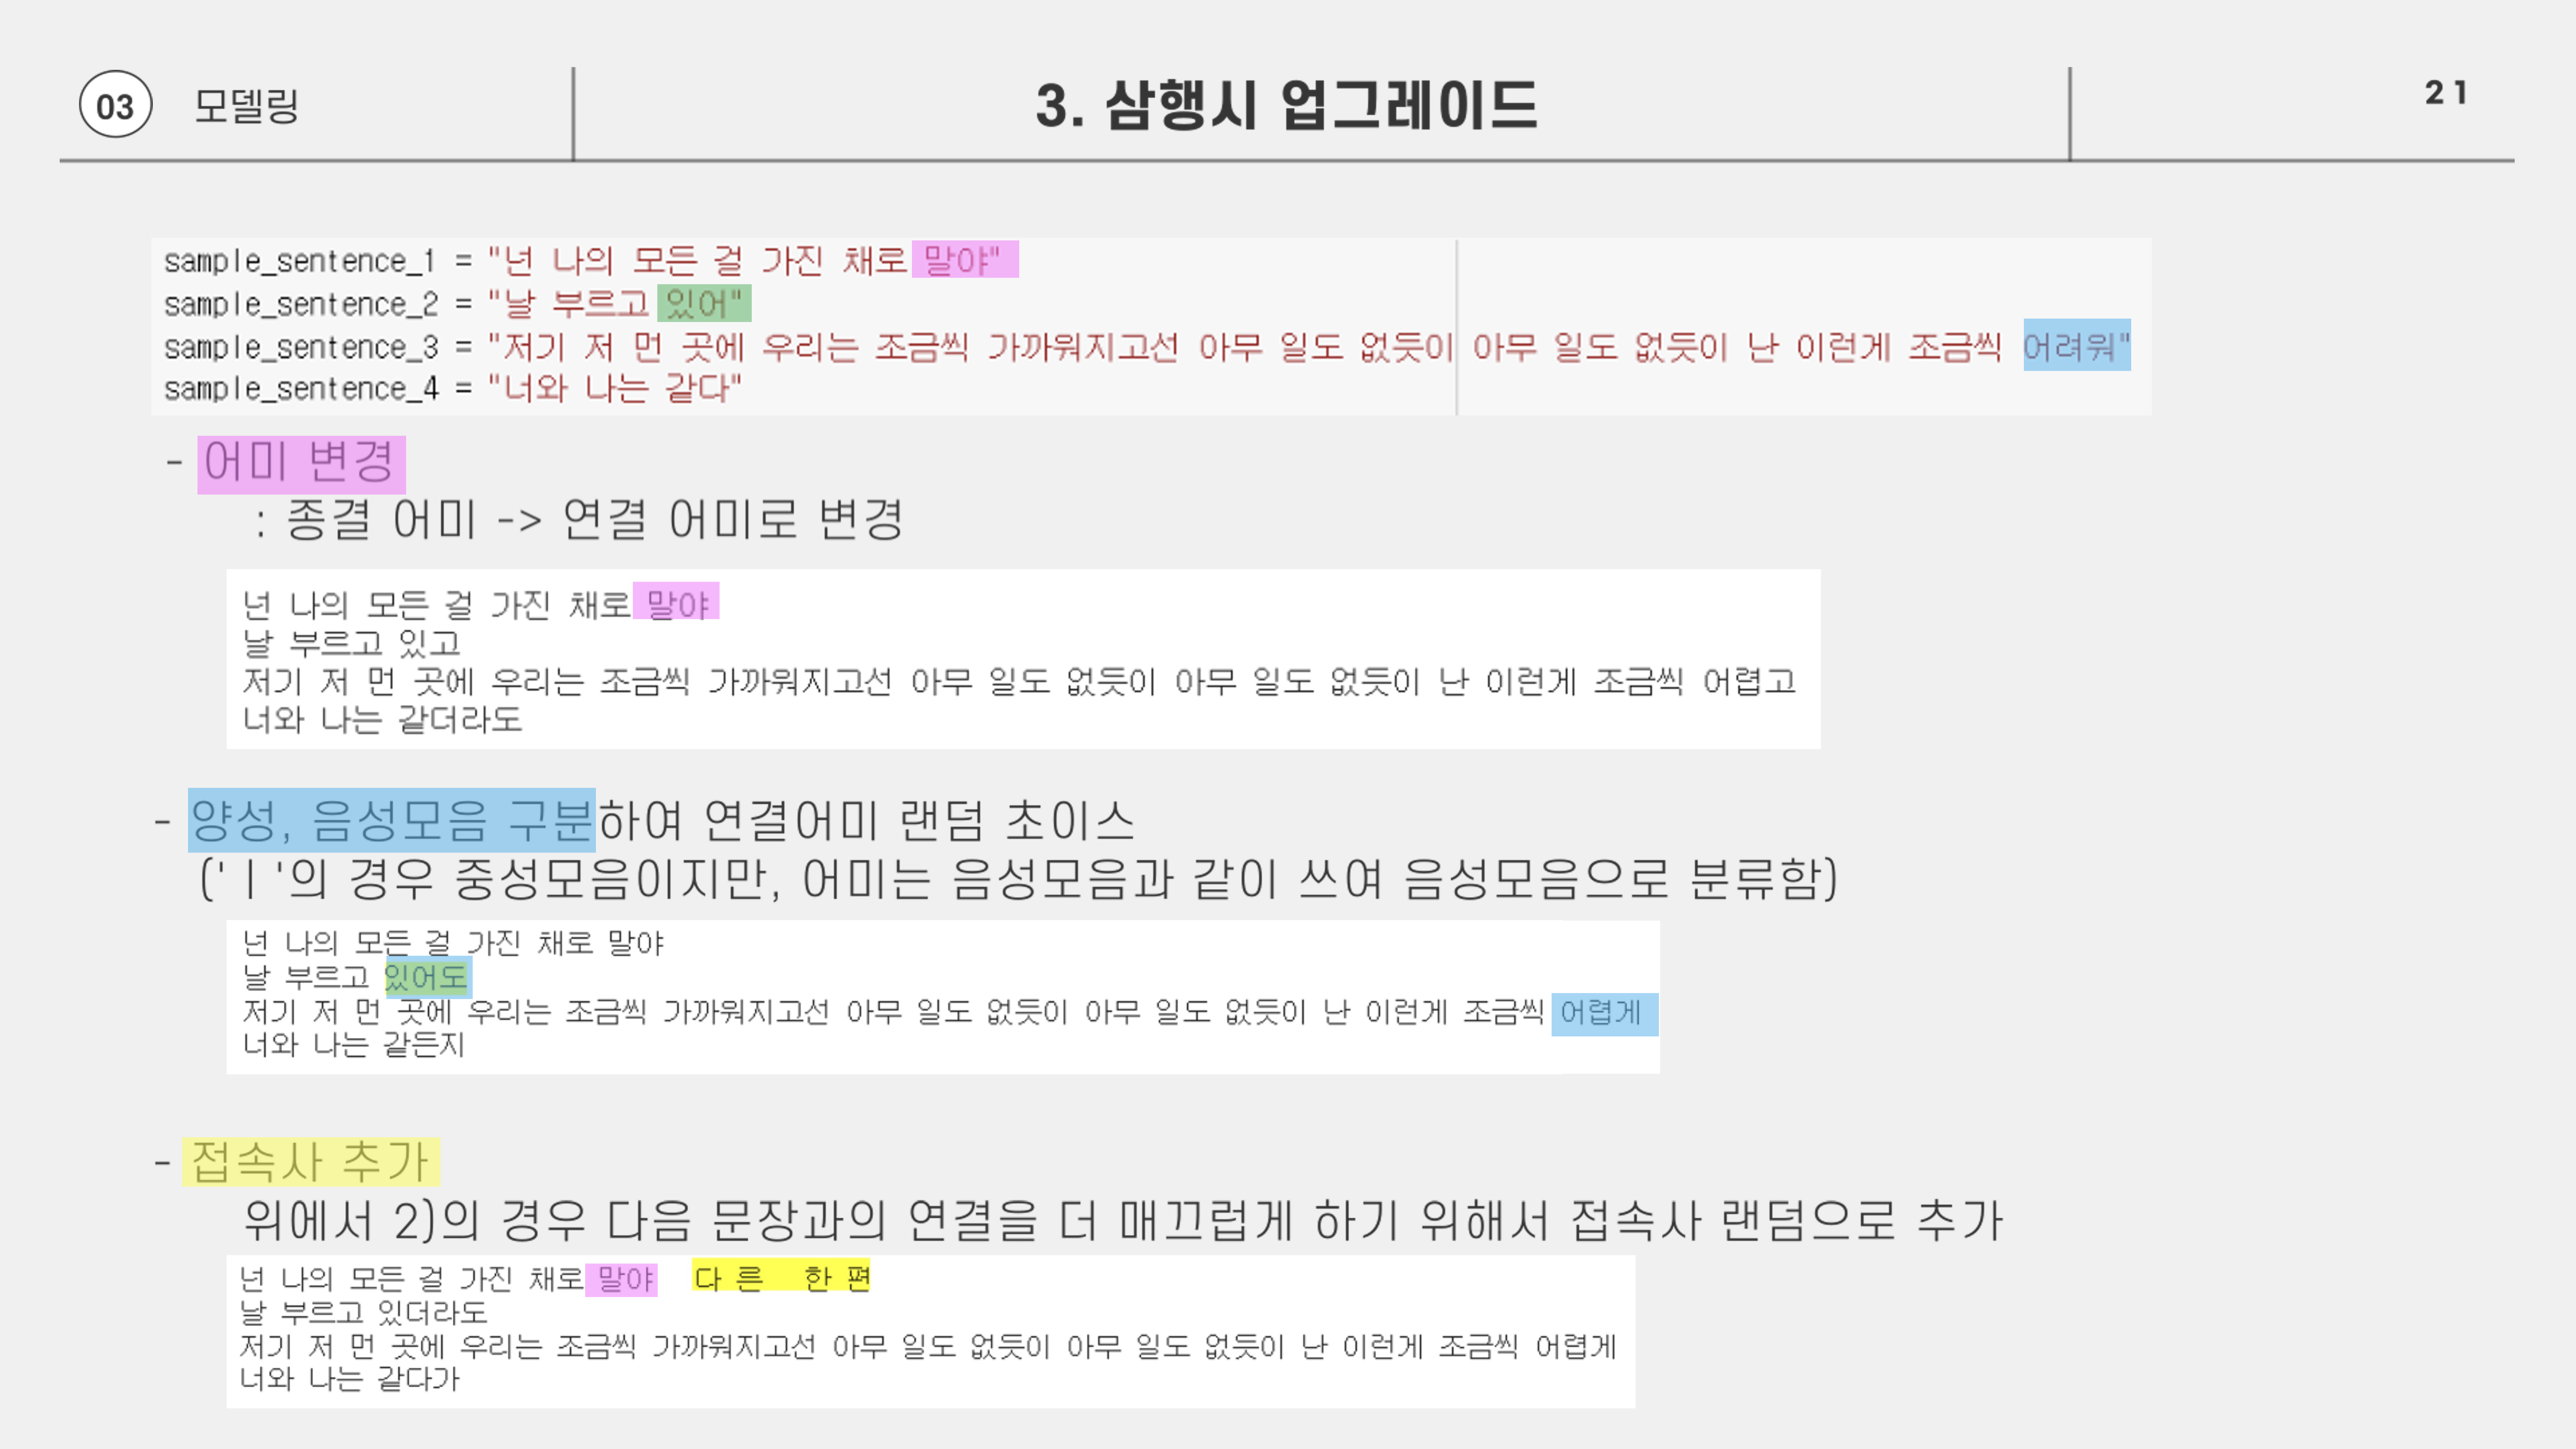 03 모델링
3. 삼행시 업그레이드
21
sample_sentence_1 = "넌 나의 모든 걸 가진 채로 말야"
sample_sentence_2 = "날 부르고 있어"
sample_sentence_3 = "저기 저 먼 곳에 우리는 조금씩 가까워지고선 아무 일도 없듯이 아무 일도 없듯이 난 이런게 조금씩 어려워"
sample_sentence_4 = "너와 나는 같다"
- 어미 변경
: 종결 어미 -> 연결 어미로 변경
넌 나의 모든 걸 가진 채로 말야
날 부르고 있고
저기 저 먼 곳에 우리는 조금씩 가까워지고선 아무 일도 없듯이 아무 일도 없듯이 난 이런게 조금씩 어렵고
너와 나는 같더라도
- 양성, 음성모음 구분하여 연결어미 랜덤 초이스
('ㅣ'의 경우 중성모음이지만, 어미는 음성모음과 같이 쓰여 음성모음으로 분류함)
넌 나의 모든 걸 가진 채로 말야
날 부르고 있어도
저기 저 먼 곳에 우리는 조금씩 가까워지고선 아무 일도 없듯이 아무 일도 없듯이 난 이런게 조금씩 어렵게
너와 나는 같든지
- 접속사 추가
위에서 2)의 경우 다음 문장과의 연결을 더 매끄럽게 하기 위해서 접속사 랜덤으로 추가
넌 나의 모든 걸 가진 채로 말야 다른 한편
날 부르고 있더라도
저기 저 먼 곳에 우리는 조금씩 가까워지고선 아무 일도 없듯이 아무 일도 없듯이 난 이런게 조금씩 어렵게
너와 나는 같다가